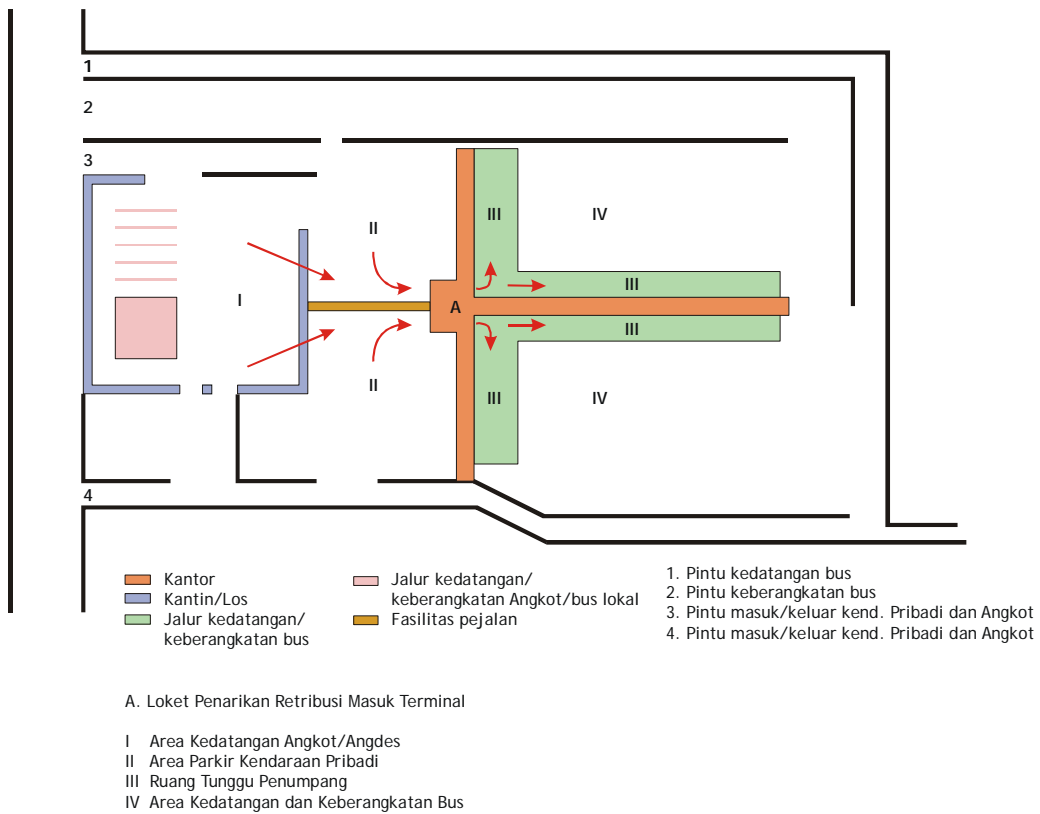 1
2
3
II
III
IV
I
A
III
III
II
III
IV
4
Kantor
Kantin/Los
Jalur kedatangan/
keberangkatan bus
Jalur kedatangan/
keberangkatan Angkot/bus lokal
Fasilitas pejalan
1. Pintu kedatangan bus
2. Pintu keberangkatan bus
3. Pintu masuk/keluar kend. Pribadi dan Angkot
4. Pintu masuk/keluar kend. Pribadi dan Angkot
A. Loket Penarikan Retribusi Masuk Terminal
I Area Kedatangan Angkot/Angdes
II Area Parkir Kendaraan Pribadi
III Ruang Tunggu Penumpang
IV Area Kedatangan dan Keberangkatan Bus